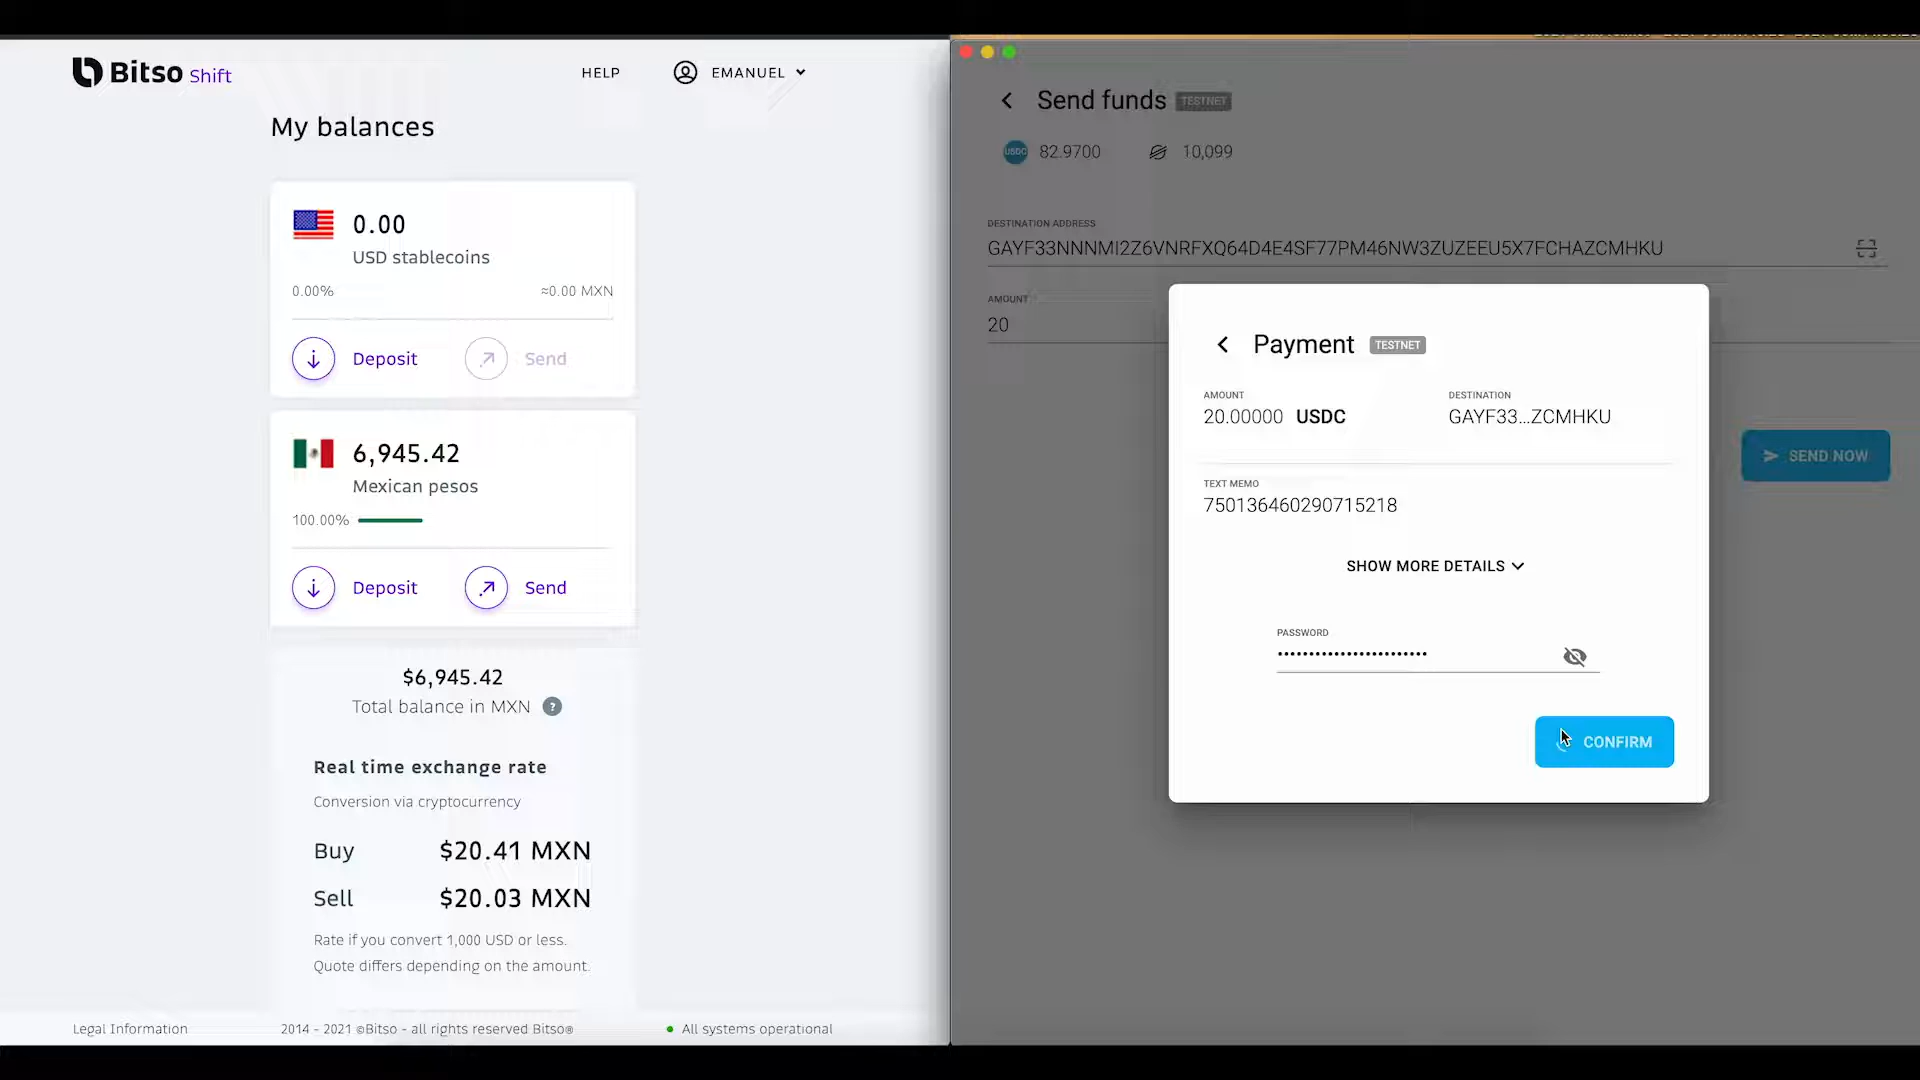 Bitso Shift
HELP
EMANUEL
My balances
0.00
USD stablecoins
0.00%
≈0.00 MXN
Deposit
Send
6,945.42
Mexican pesos
100.00%
Deposit
Send
$6,945.42
Total balance in MXN ?
Real time exchange rate
Conversion via cryptocurrency
Buy $20.41 MXN
Sell $20.03 MXN
Rate if you convert 1,000 USD or less.
Quote differs depending on the amount.
Legal Information
2014 - 2021 ©Bitso - all rights reserved Bitso®
All systems operational
Send funds TESTNET
USDC 82.9700
10,099
DESTINATION ADDRESS
GAYF33NNNMI2Z6VNRFXQ64D4E4SF77PM46NW3ZUZEEU5X7FCHAZCMHKU
AMOUNT
20
SEND NOW
Payment TESTNET
AMOUNT
20.00000 USDC
DESTINATION
GAYF33...ZCMHKU
TEXT MEMO
750136460290715218
SHOW MORE DETAILS
PASSWORD
CONFIRM